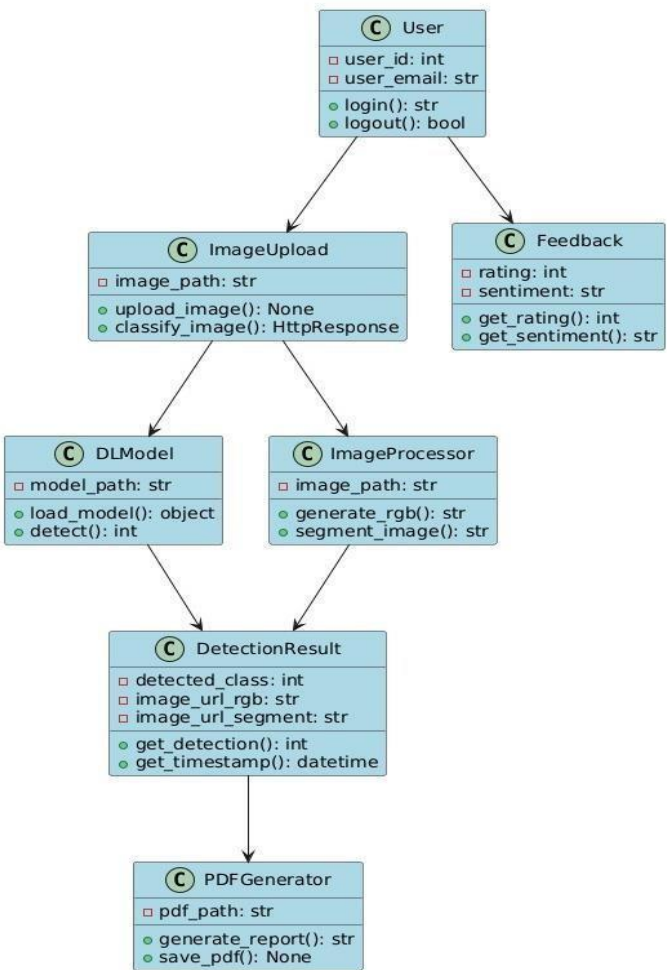 C User
user_id: int
user_email: str
login(): str
logout(): bool
C ImageUpload
image_path: str
upload_image(): None
classify_image(): HttpResponse
C Feedback
rating: int
sentiment: str
get_rating(): int
get_sentiment(): str
C DLModel
model_path: str
load_model(): object
detect(): int
C ImageProcessor
image_path: str
generate_rgb(): str
segment_image(): str
C DetectionResult
detected_class: int
image_url_rgb: str
image_url_segment: str
get_detection(): int
get_timestamp(): datetime
C PDFGenerator
pdf_path: str
generate_report(): str
save_pdf(): None